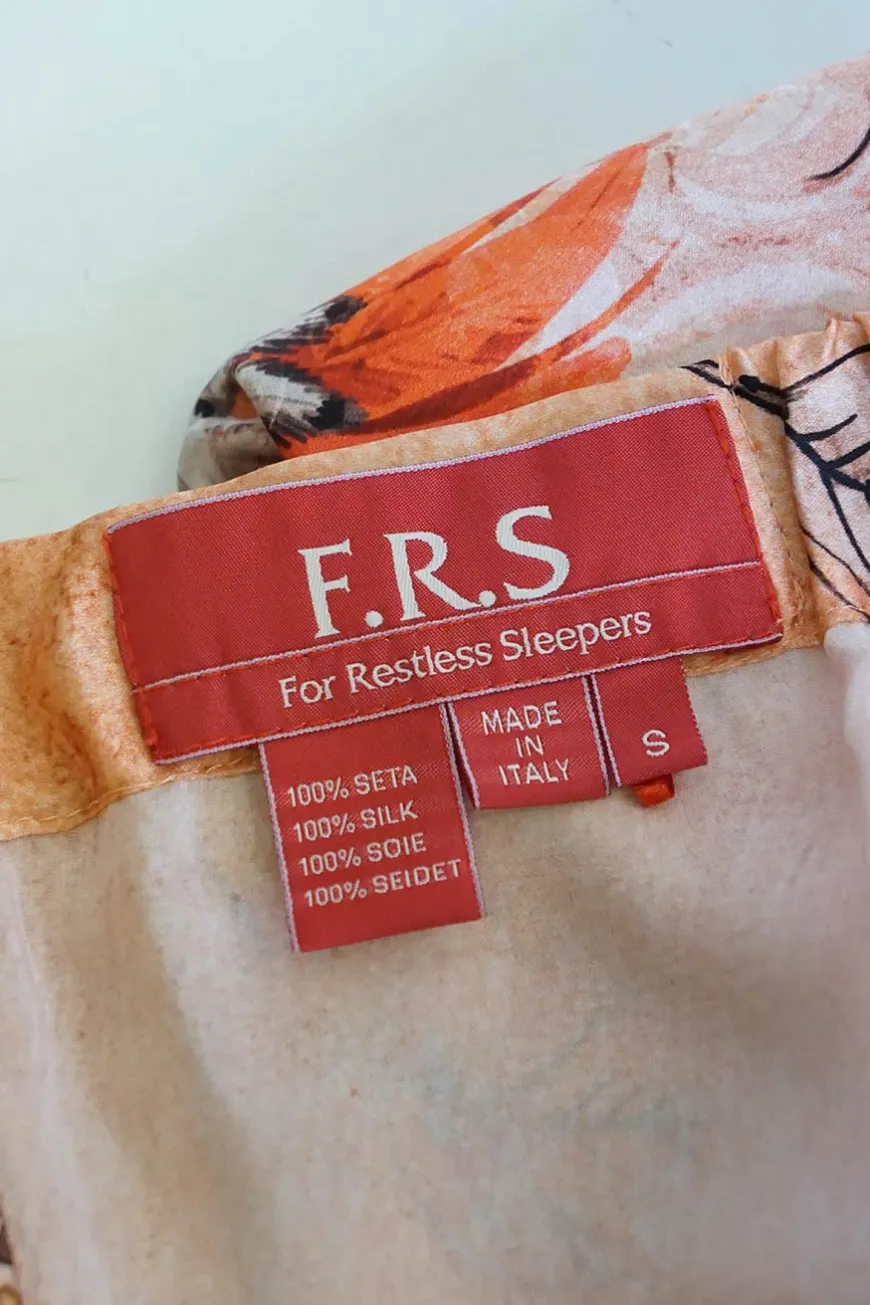 F.R.S
For Restless Sleepers
100% SETA
100% SILK
100% SOIE
100% SEIDET
MADE
IN
ITALY
S